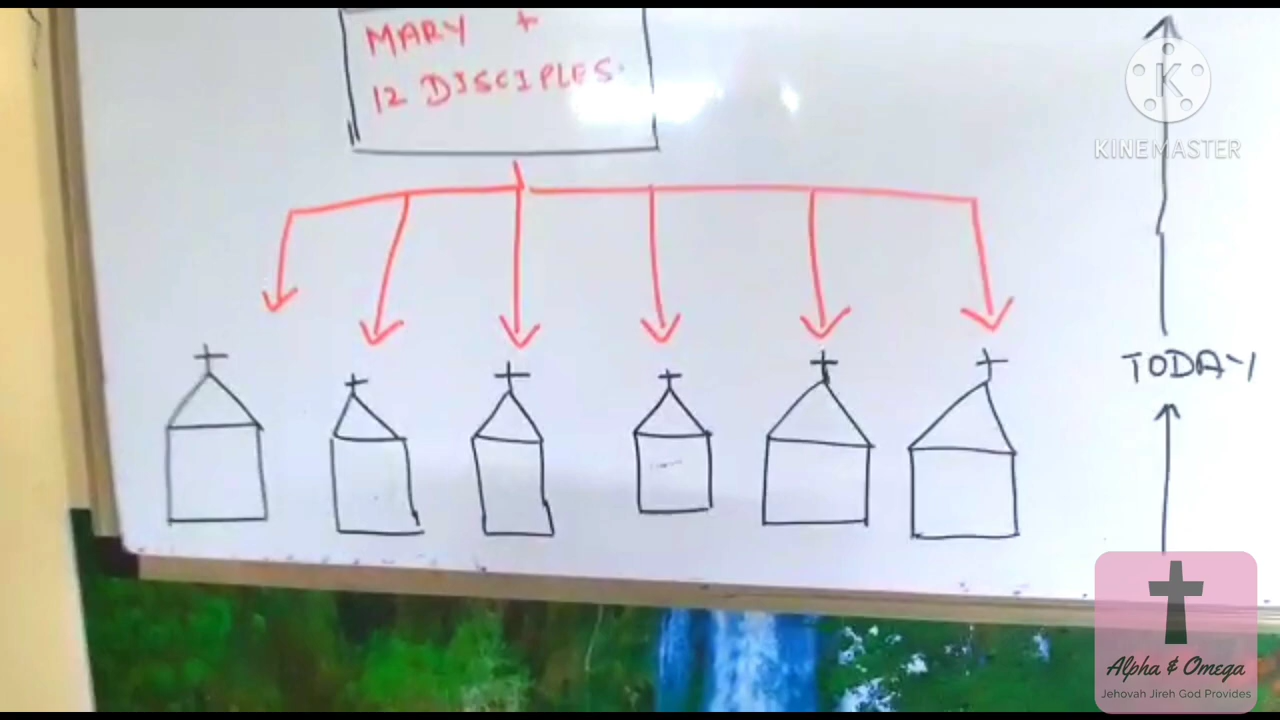 MARY +
12 DISCIPLES.
K
KINEMASTER
TODAY
Alpha & Omega
Jehovah Jireh God Provides